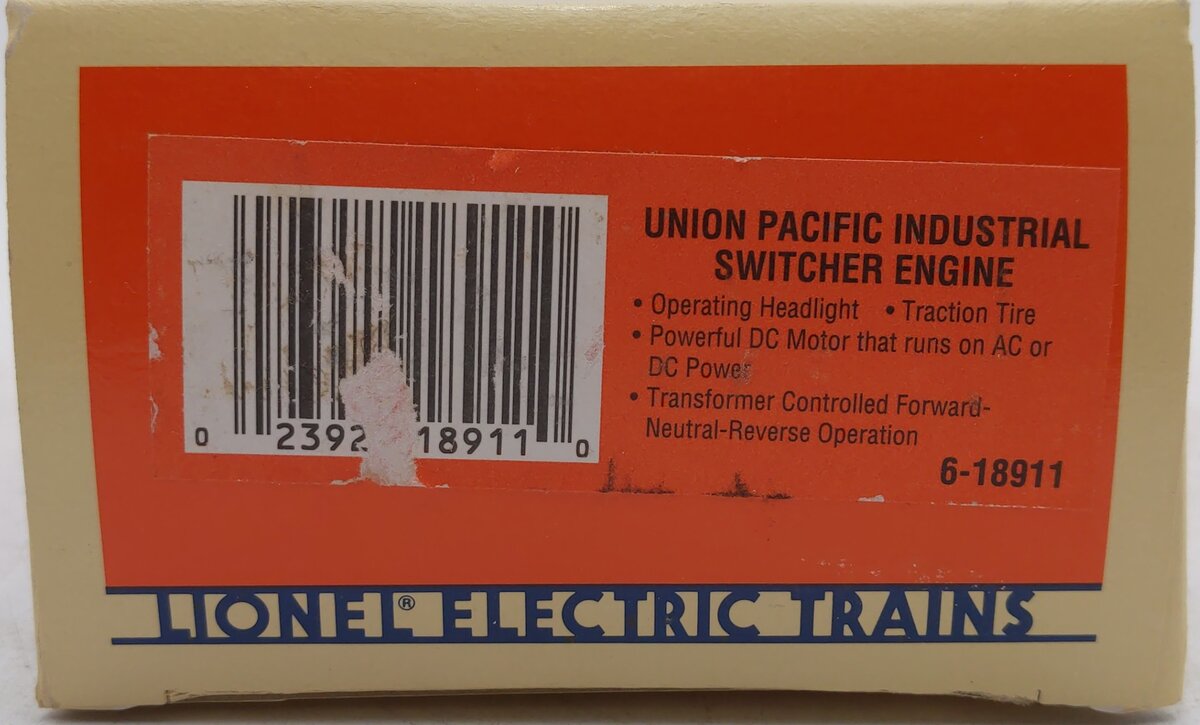 UNION PACIFIC INDUSTRIAL
SWITCHER ENGINE
• Operating Headlight • Traction Tire
• Powerful DC Motor that runs on AC or
DC Power
• Transformer Controlled Forward-
Neutral-Reverse Operation
6-18911
0 2392 18911 0
LIONEL® ELECTRIC TRAINS